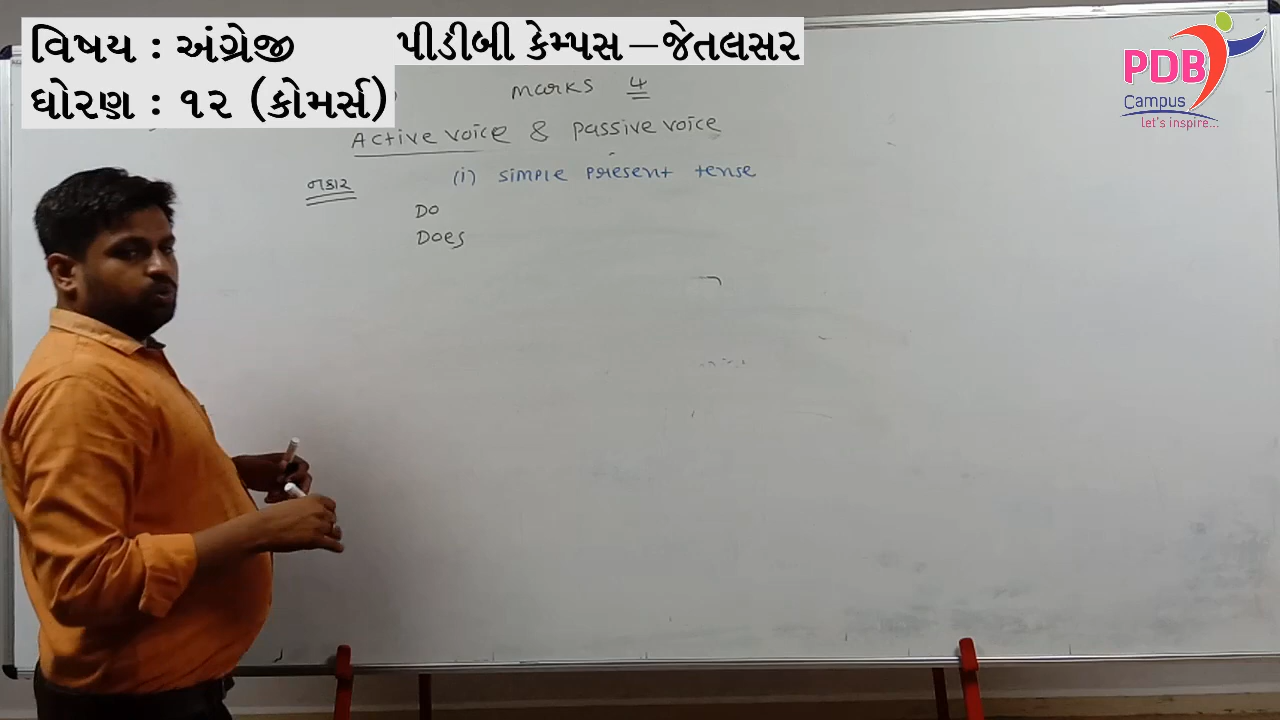 વિષય : અંગ્રેજી પીડીબી કેમ્પસ – જેતલસર
ધોરણ : ૧૨ (કોમર્સ)
PDB
Campus
Let's inspire...
marks 4
Active voice & passive voice
નકાર (i) simple present tense
Do
Does